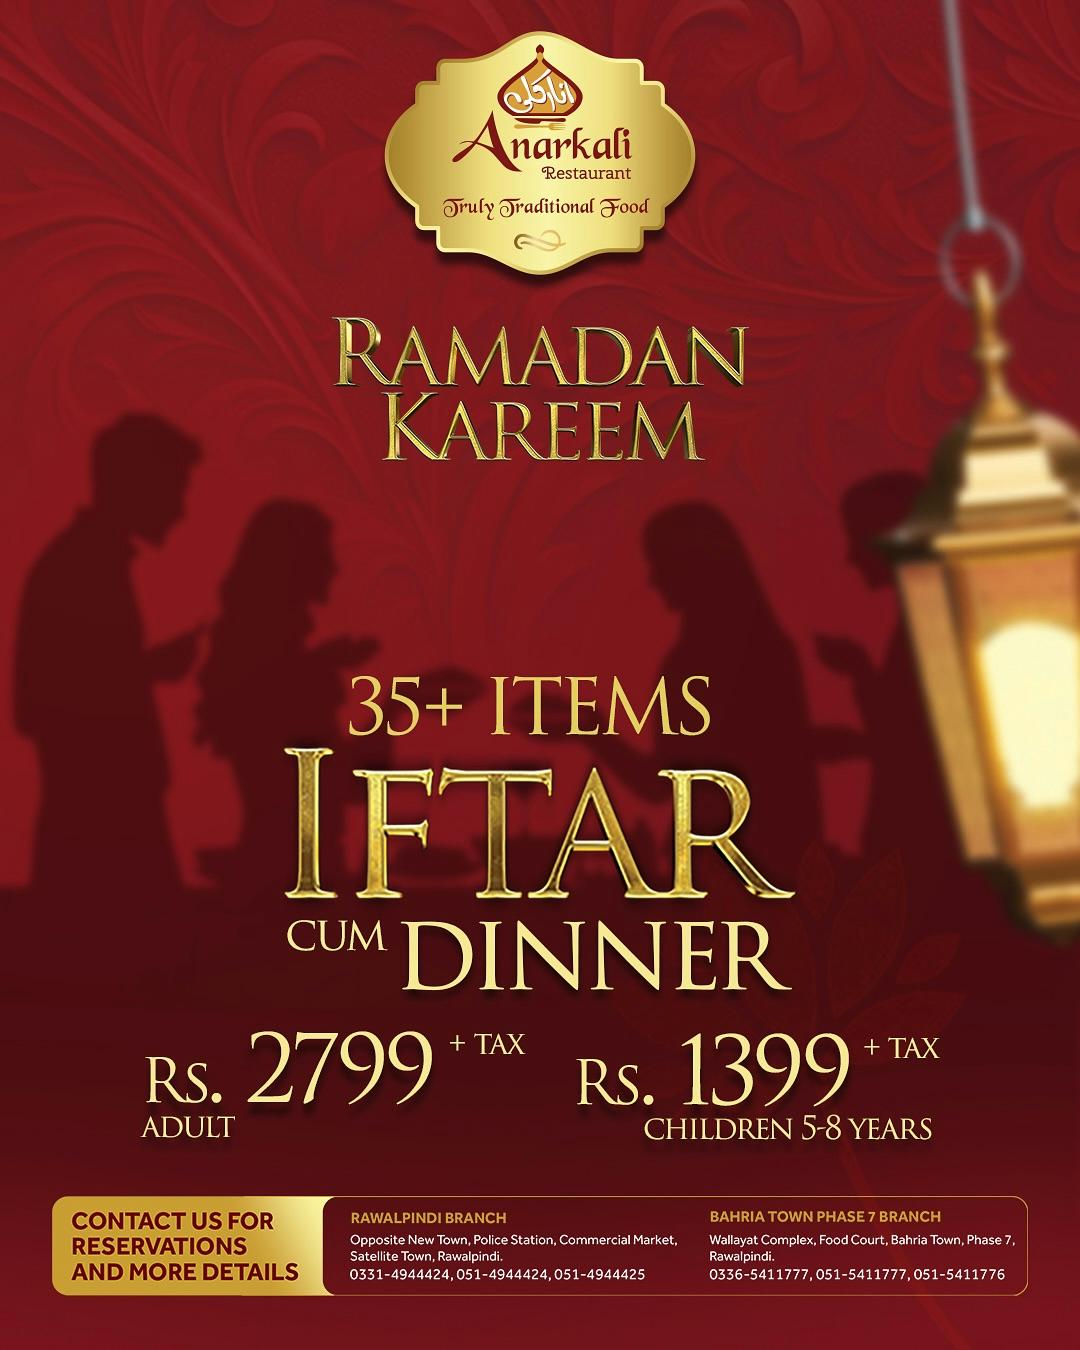 انارکلی
Anarkali
Restaurant
Truly Traditional Food
RAMADAN
KAREEM
35+ ITEMS
IFTAR
CUM DINNER
Rs. 2799 + TAX
ADULT
Rs. 1399 + TAX
CHILDREN 5-8 YEARS
CONTACT US FOR
RESERVATIONS
AND MORE DETAILS
RAWALPINDI BRANCH
Opposite New Town, Police Station, Commercial Market,
Satellite Town, Rawalpindi.
0331-4944424, 051-4944424, 051-4944425
BAHRIA TOWN PHASE 7 BRANCH
Wallayat Complex, Food Court, Bahria Town, Phase 7,
Rawalpindi.
0336-5411777, 051-5411777, 051-5411776